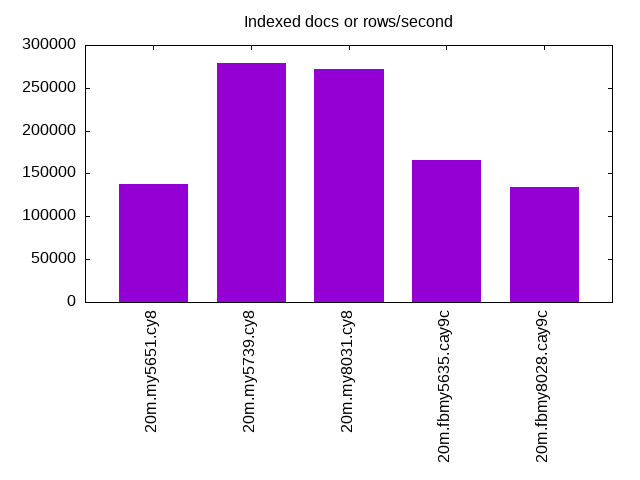 Indexed docs or rows/second
300000
250000
200000
150000
100000
50000
0
20m.my5651.cy8
20m.my5739.cy8
20m.my8031.cy8
20m.fbmy5635.cay9c
20m.fbmy8028.cay9c